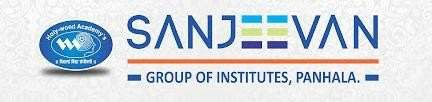 Holy-wood Academy's
SANJEEVAN
GROUP OF INSTITUTES, PANHALA.